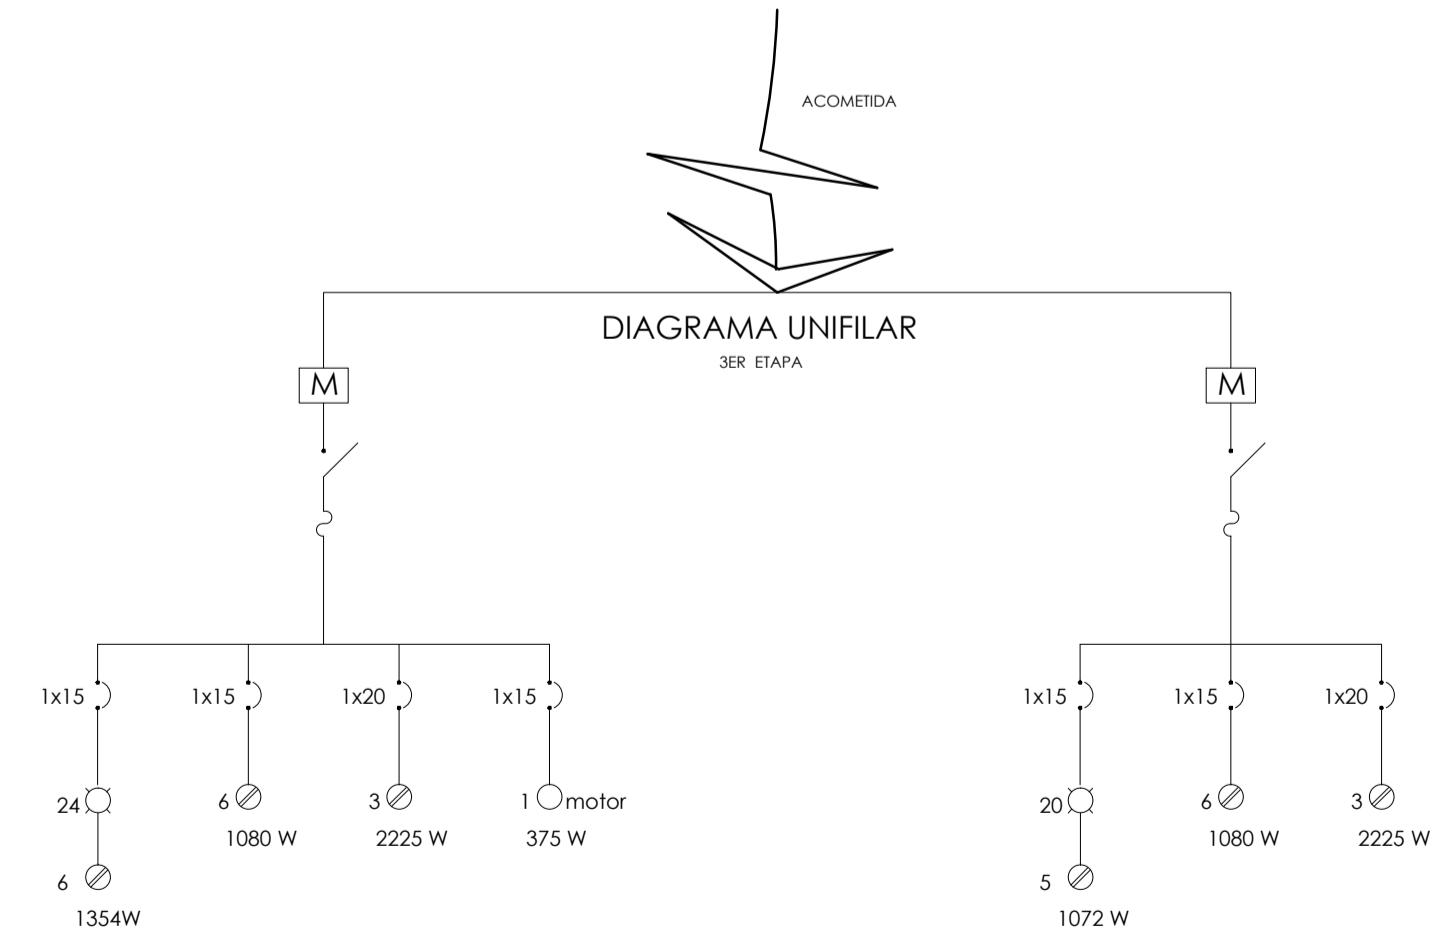 ACOMETIDA
DIAGRAMA UNIFILAR
3ER ETAPA
M
M
1x15
1x15
1x20
1x15
1x15
1x15
1x20
24
6
3
1
motor
20
6
3
1080 W
2225 W
375 W
1080 W
2225 W
6
5
1354W
1072 W